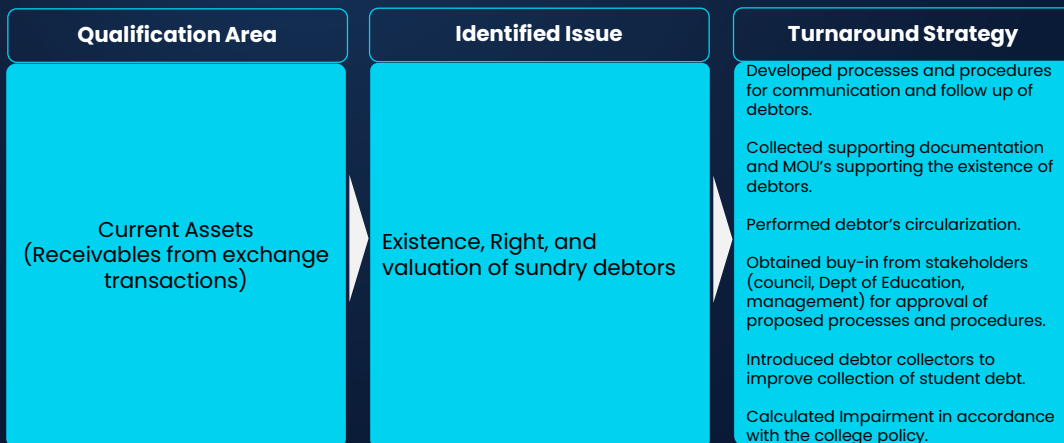 Qualification Area
Identified Issue
Turnaround Strategy
Current Assets
(Receivables from exchange
transactions)
Existence, Right, and
valuation of sundry debtors
Developed processes and procedures
for communication and follow up of
debtors.
Collected supporting documentation
and MOU's supporting the existence of
debtors.
Performed debtor's circularization.
Obtained buy-in from stakeholders
(council, Dept of Education,
management) for approval of
proposed processes and procedures.
Introduced debtor collectors to
improve collection of student debt.
Calculated Impairment in accordance
with the college policy.